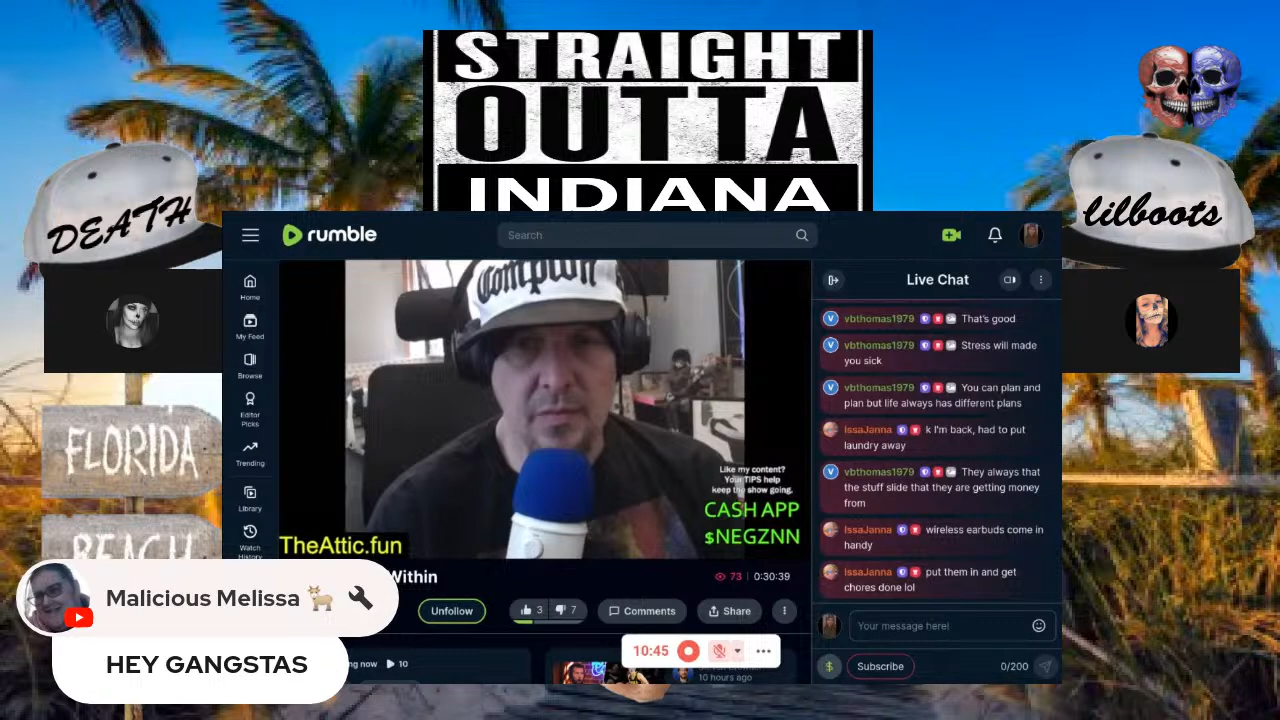 STRAIGHT
OUTTA
INDIANA
DEATH
lilboots
rumble
Search
Home
My Feed
Browse
Editor
Picks
Trending
Library
Watch
History
Compton
Like my content?
Your TIPS help
keep the show going.
CASH APP
$NEGZNN
TheAttic.fun
Within
73
0:30:39
Unfollow
3
7
Comments
Share
10:45
ng now
10
10 hours ago
Live Chat
V vbthomas1979 That's good
V vbthomas1979 Stress will made
you sick
V vbthomas1979 You can plan and
plan but life always has different plans
IssaJanna k I'm back, had to put
laundry away
V vbthomas1979 They always that
the stuff slide that they are getting money
from
IssaJanna wireless earbuds come in
handy
IssaJanna put them in and get
chores done lol
Your message here!
$ Subscribe 0/200
FLORIDA
BEACH
Malicious Melissa
HEY GANGSTAS